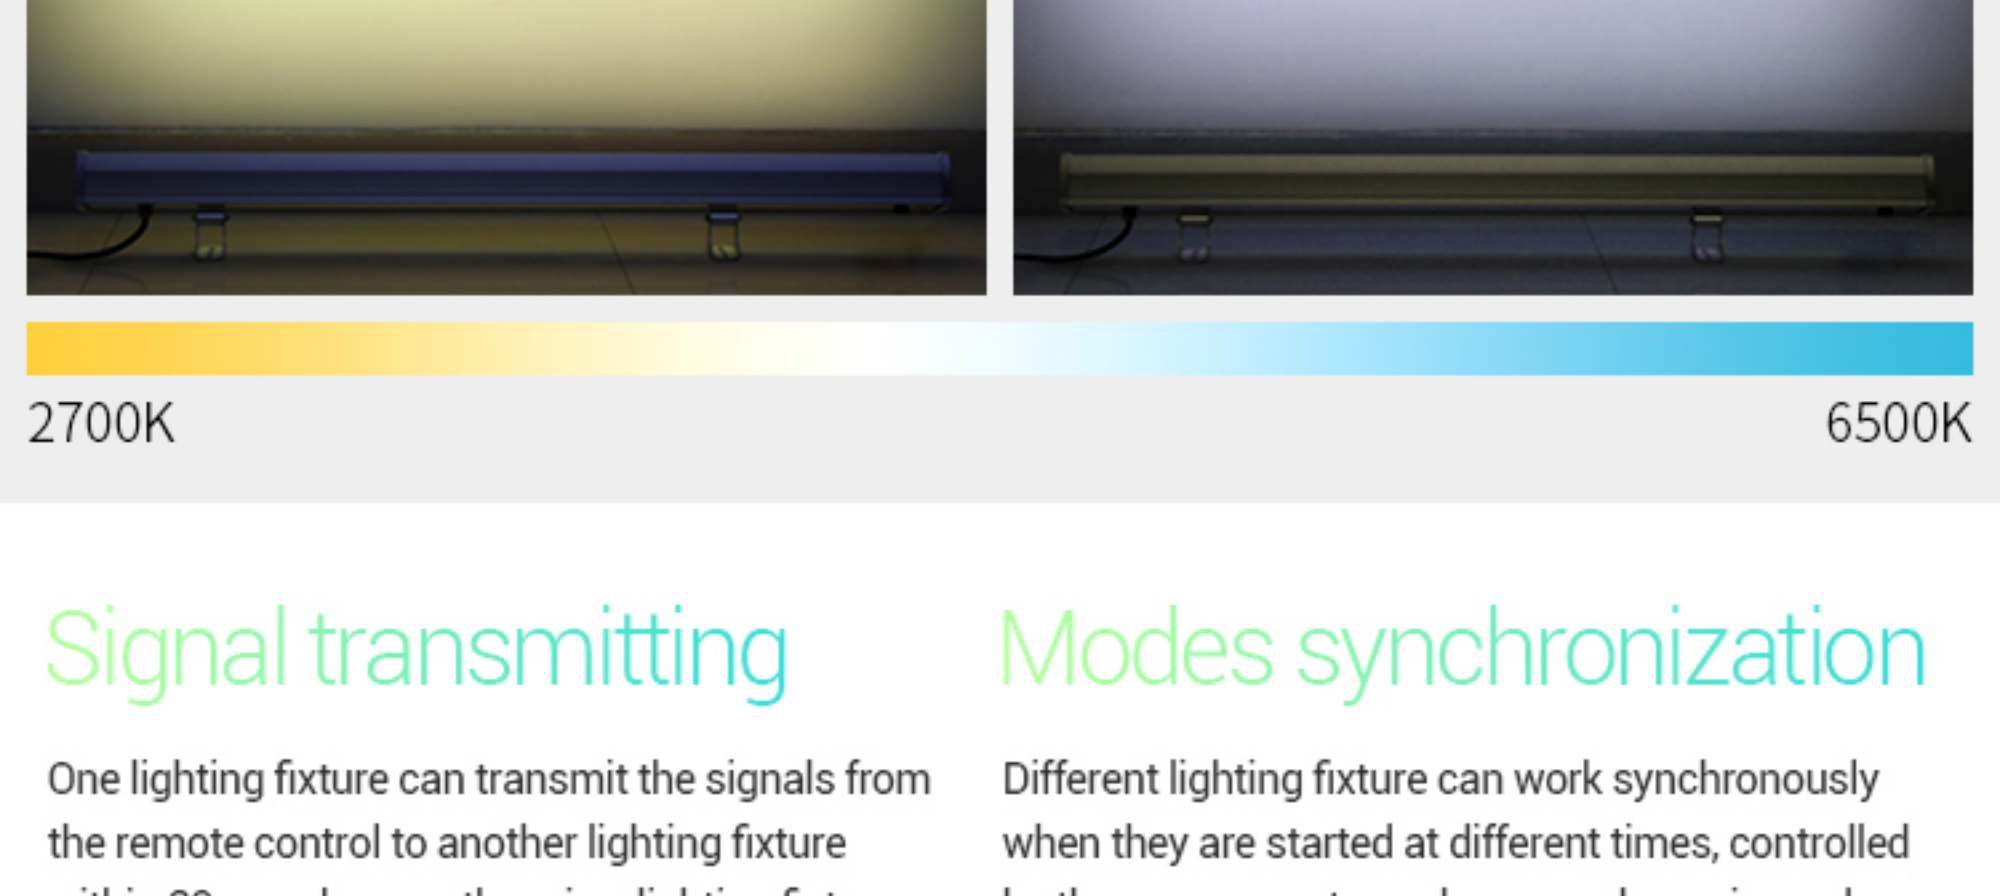 2700K
6500K
Signal transmitting
One lighting fixture can transmit the signals from
the remote control to another lighting fixture
Modes synchronization
Different lighting fixture can work synchronously
when they are started at different times, controlled